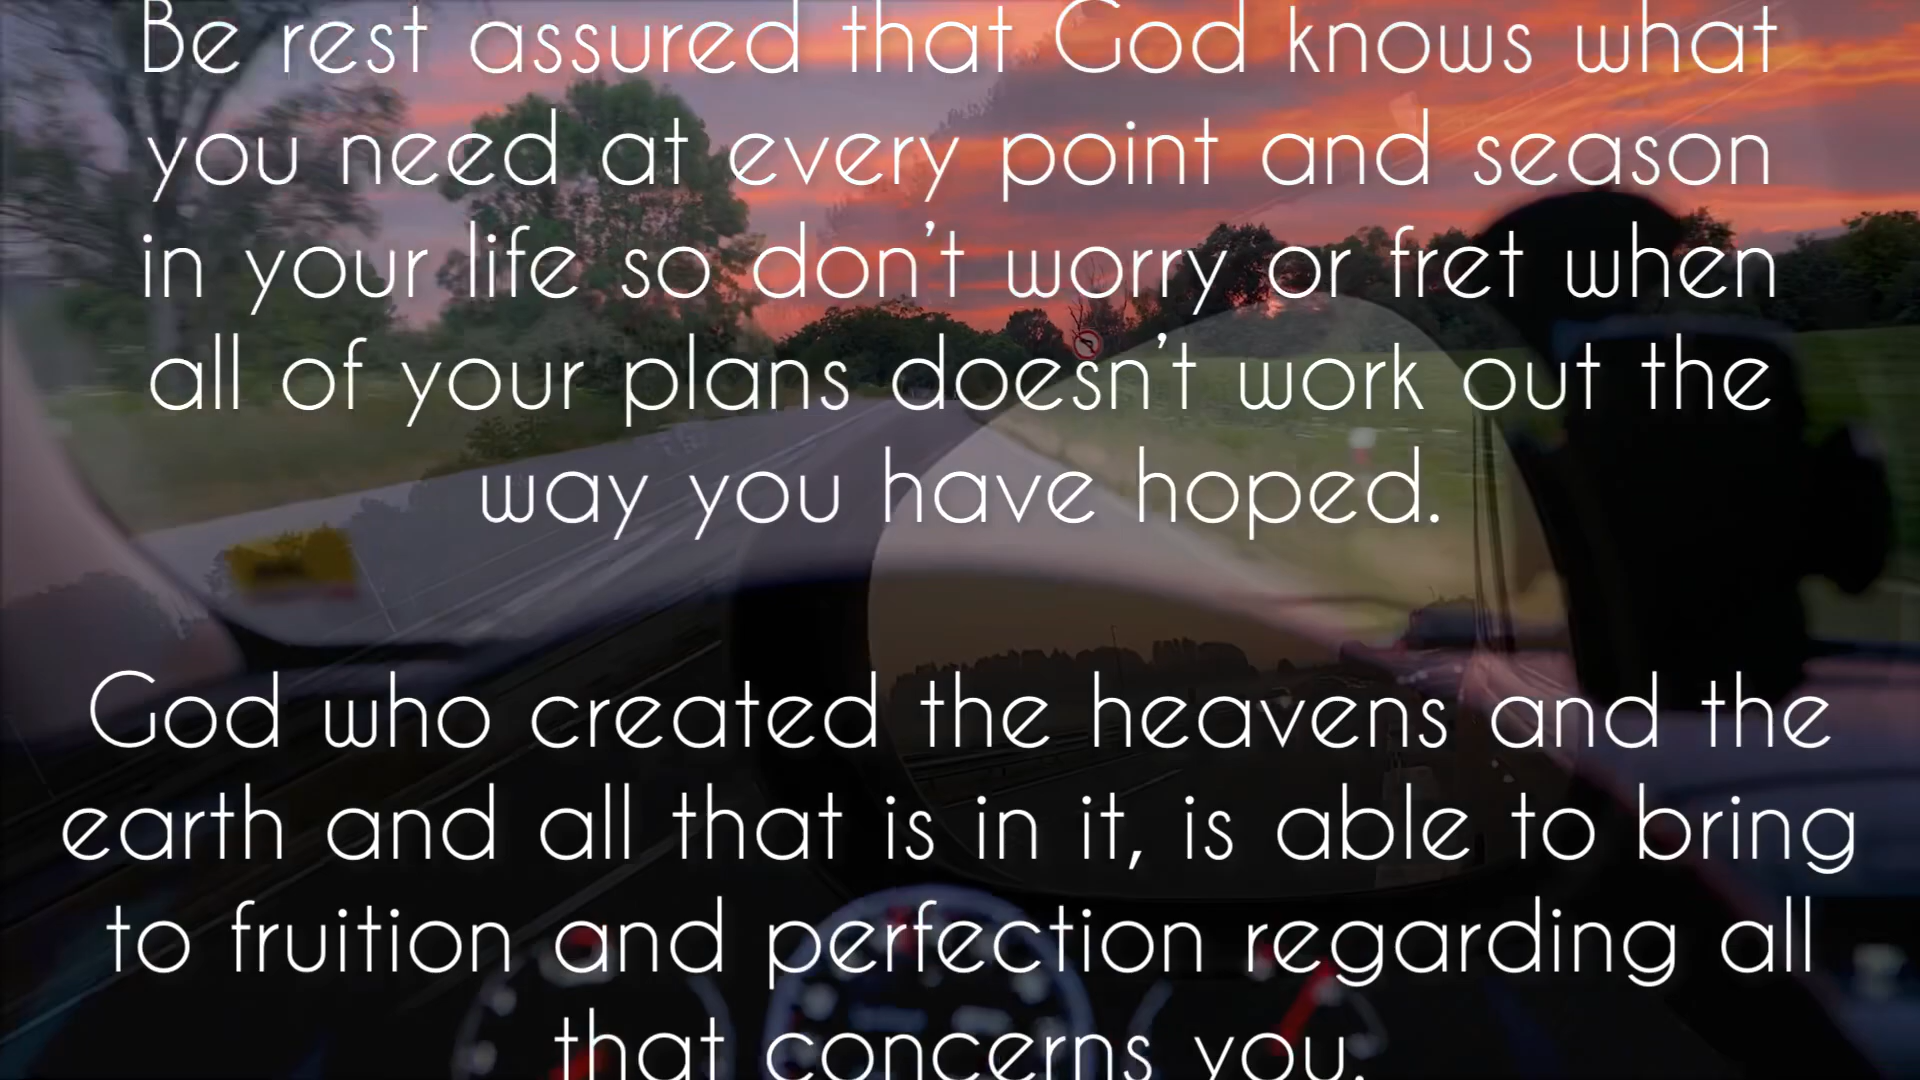 Be rest assured that God knows what
you need at every point and season
in your life so don't worry or fret when
all of your plans doesn't work out the
way you have hoped.
God who created the heavens and the
earth and all that is in it, is able to bring
to fruition and perfection regarding all
that concerns you.